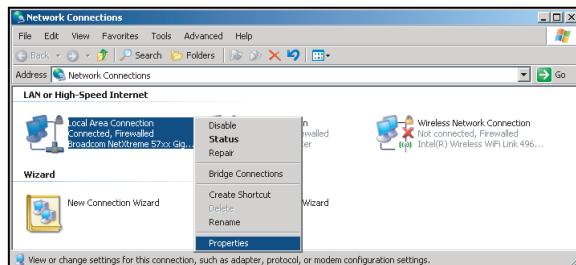 Network Connections
File Edit View Favorites Tools Advanced Help
Back Search Folders
Address Network Connections Go
LAN or High-Speed Internet
Local Area Connection
Connected, Firewalled
Broadcom NetXtreme 57xx Gig...
Disable
Status
Repair
Bridge Connections
Create Shortcut
Delete
Rename
Properties
Wireless Network Connection
Not connected, Firewalled
Intel(R) Wireless WiFi Link 496...
Wizard
New Connection Wizard
Wizard
View or change settings for this connection, such as adapter, protocol, or modem configuration settings.